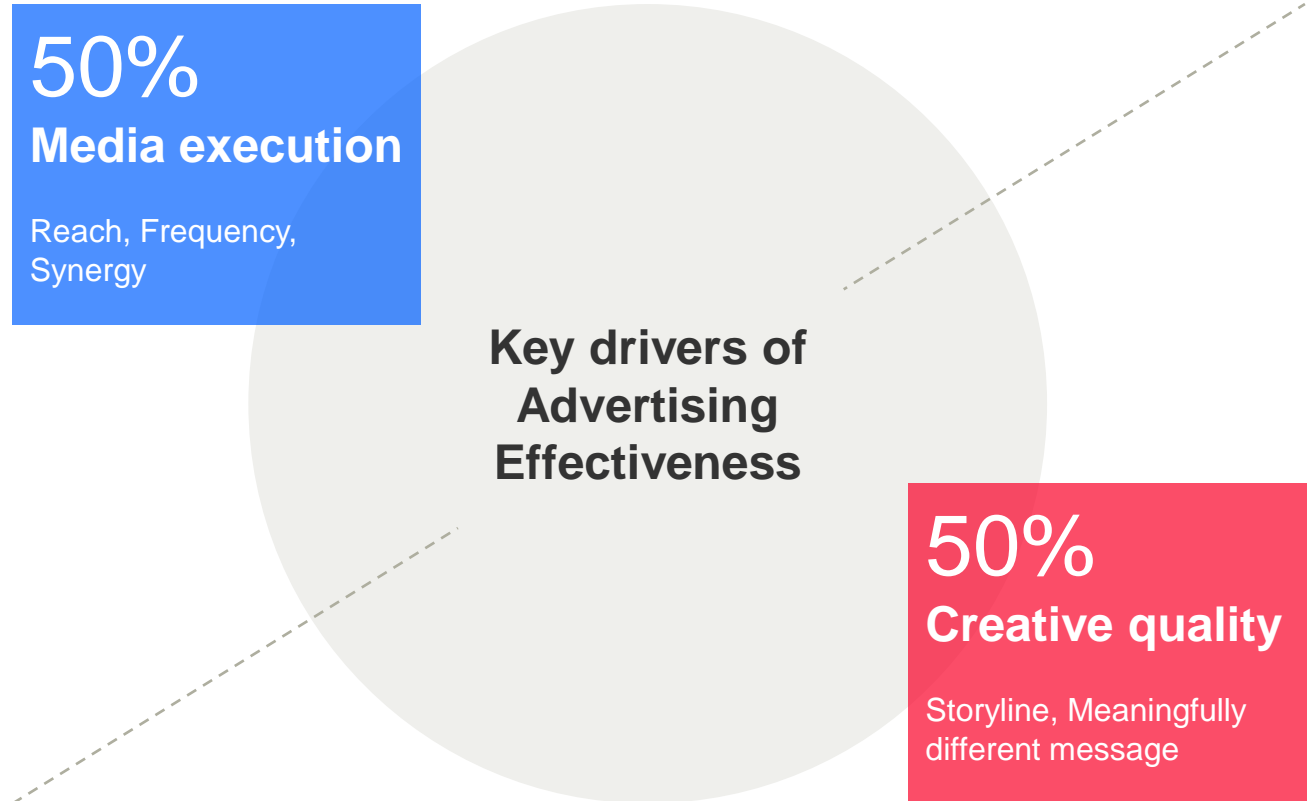 50%
Media execution
Reach, Frequency,
Synergy
Key drivers of
Advertising
Effectiveness
50%
Creative quality
Storyline, Meaningfully
different message